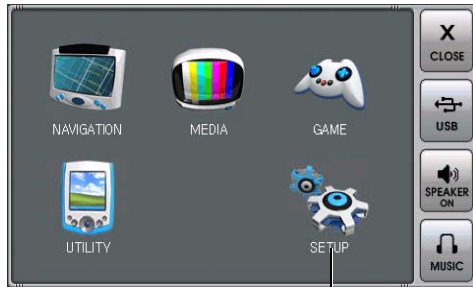 NAVIGATION
MEDIA
GAME
UTILITY
SETUP
X
CLOSE
USB
SPEAKER
ON
MUSIC